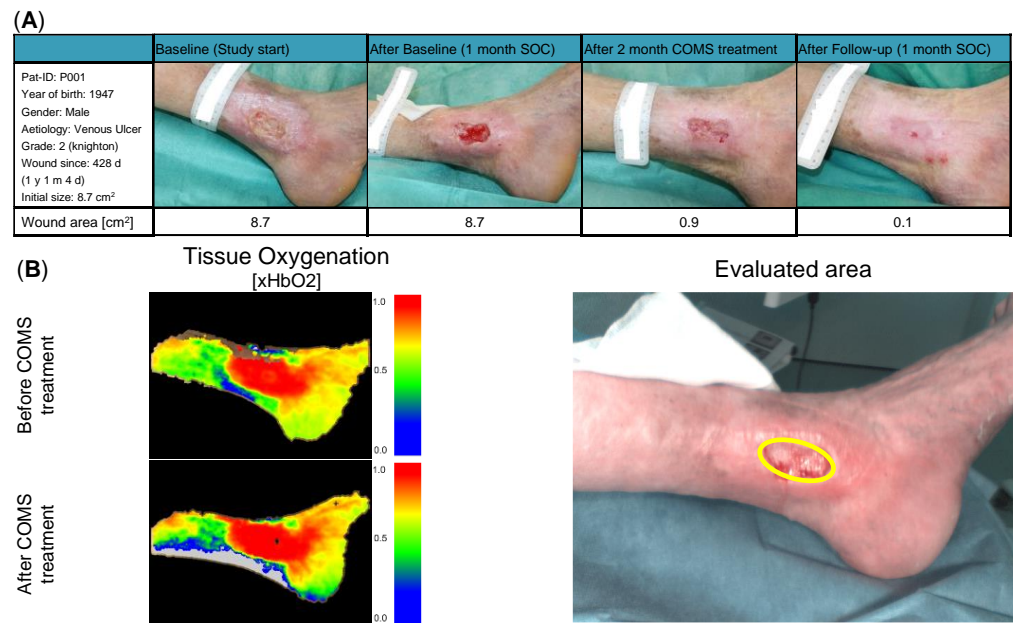 (A)
Baseline (Study start)
After Baseline (1 month SOC)
After 2 month COMS treatment
After Follow-up (1 month SOC)
Pat-ID: P001
Year of birth: 1947
Gender: Male
Aetiology: Venous Ulcer
Grade: 2 (knighton)
Wound since: 428 d
(1 y 1 m 4 d)
Initial size: 8.7 cm²
Wound area [cm²]
8.7
8.7
0.9
0.1
(B)
Tissue Oxygenation
[xHbO2]
Evaluated area
Before COMS
treatment
1.0
0.5
0.0
After COMS
treatment
1.0
0.5
0.0